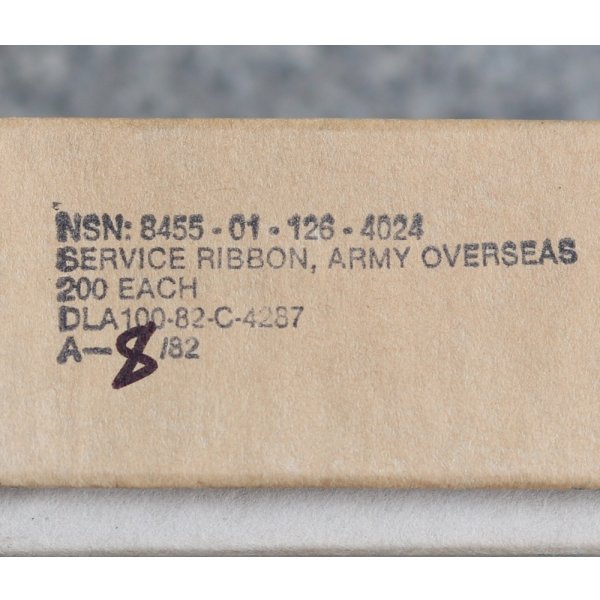 NSN: 8455-01-126-4024
SERVICE RIBBON, ARMY OVERSEAS
200 EACH
DLA100-82-C-4287
A-8/82